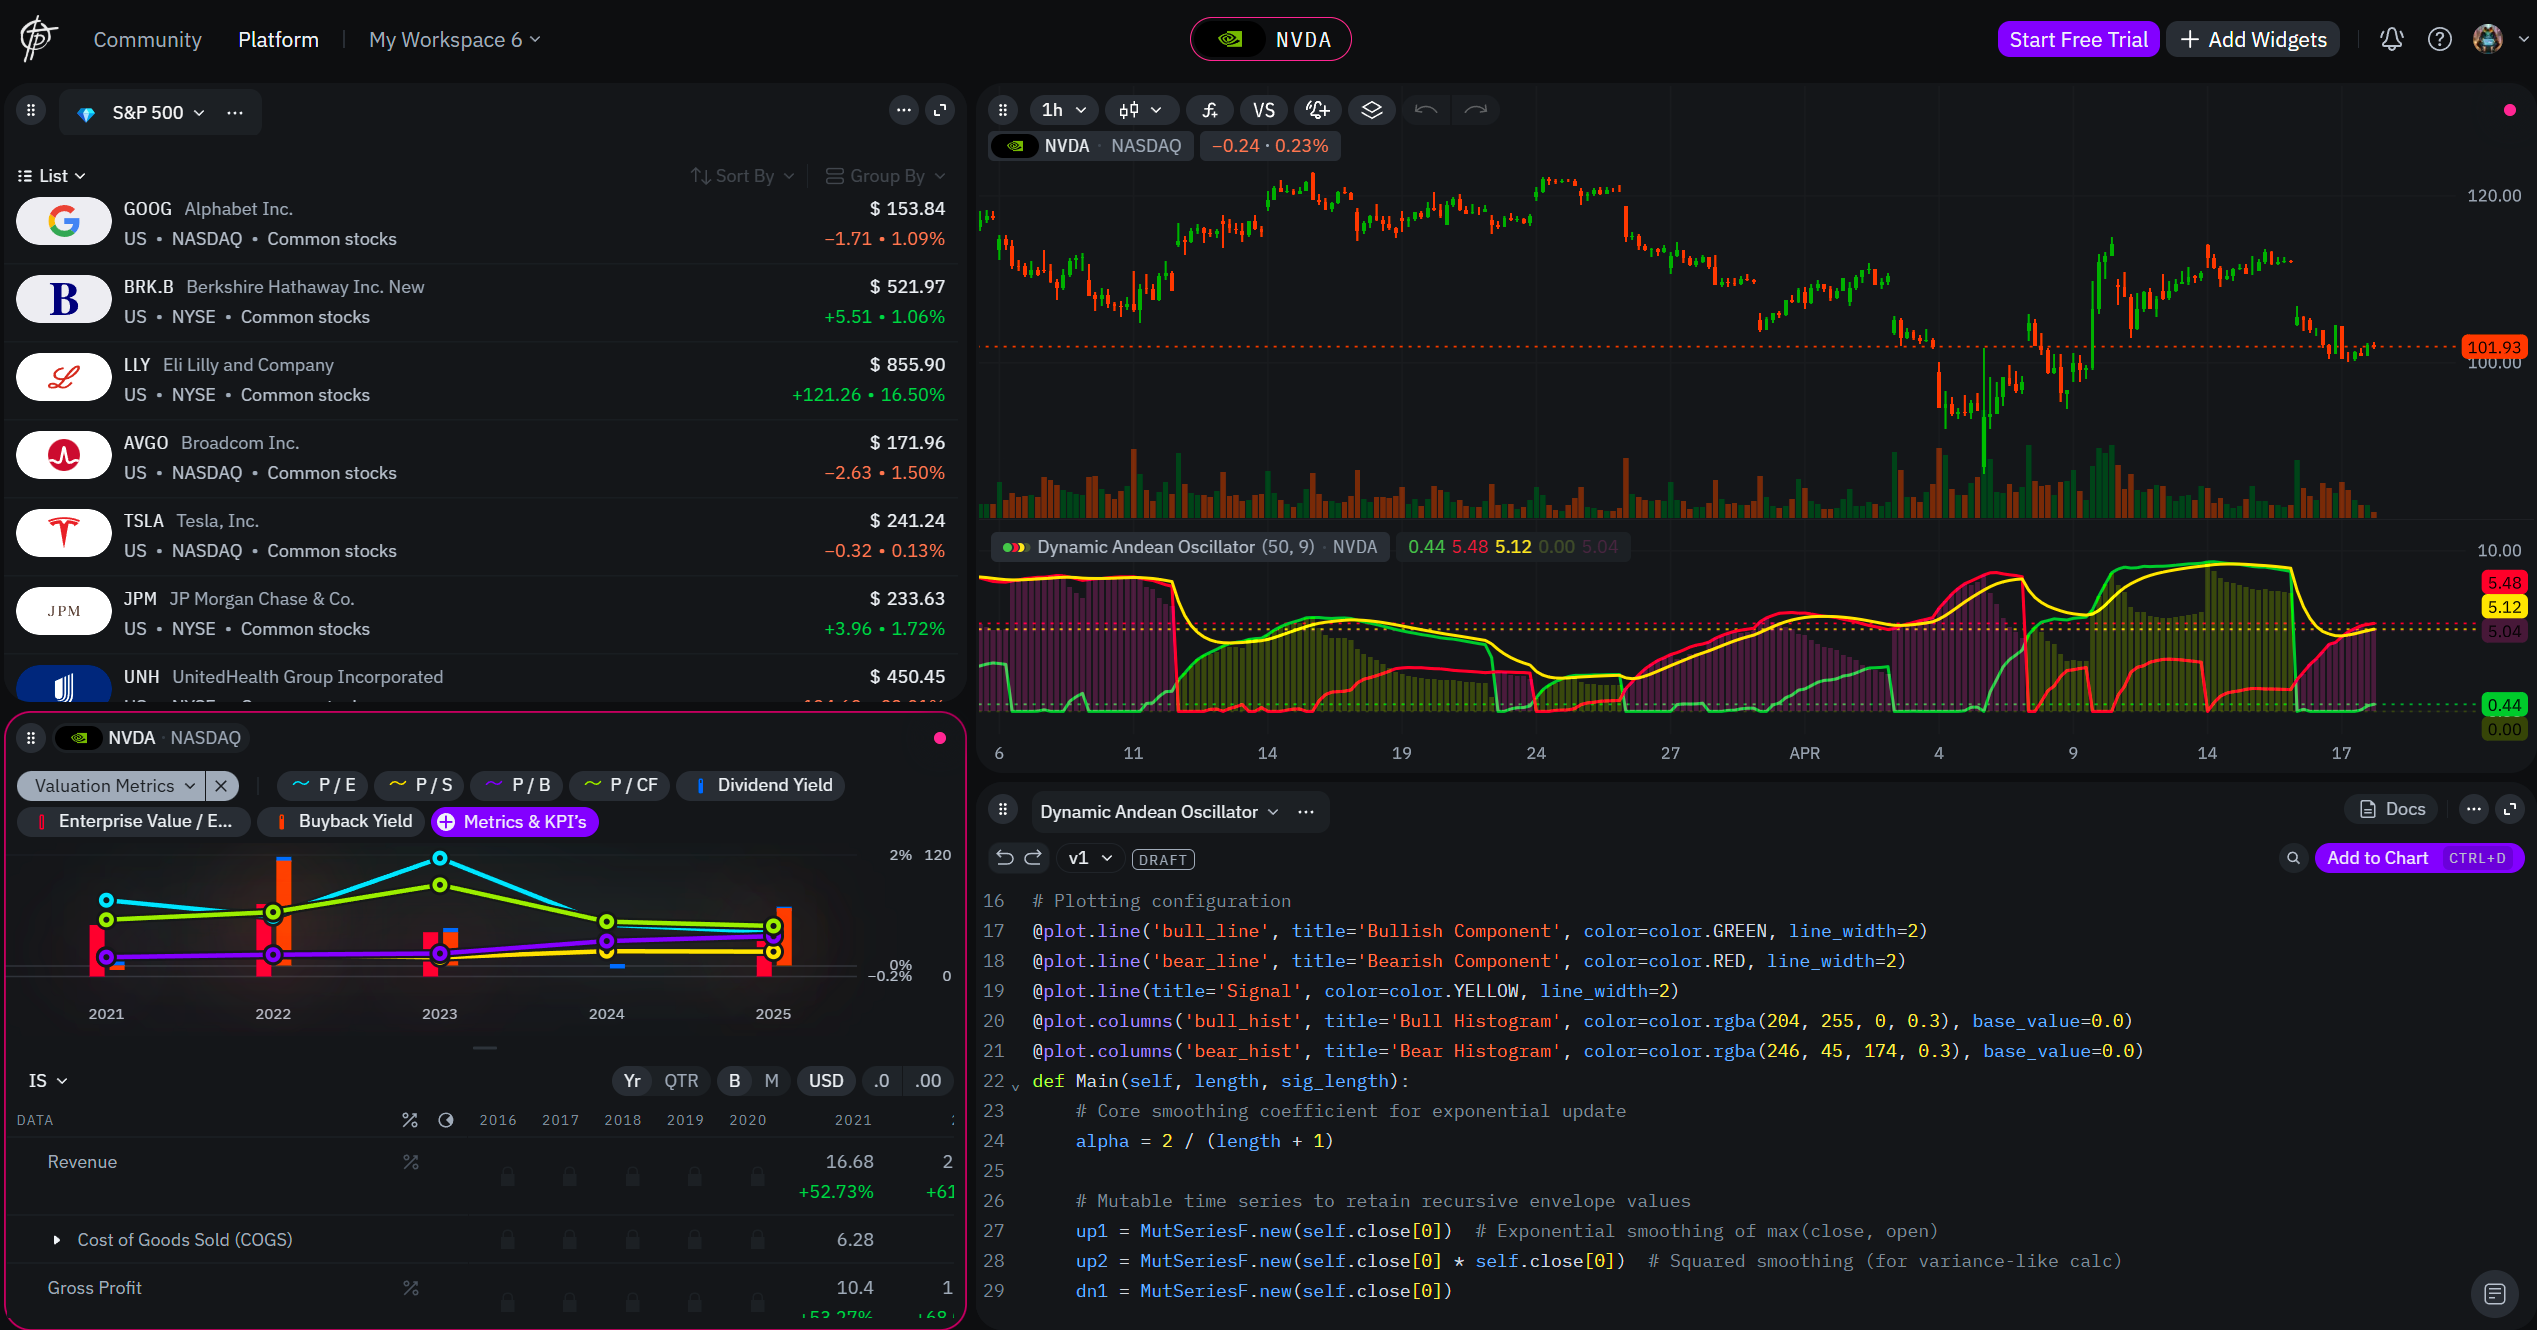 Community Platform My Workspace 6 NVDA Start Free Trial Add Widgets
S&P 500
List Sort By Group By
GOOG Alphabet Inc. $ 153.84
US • NASDAQ • Common stocks −1.71 • 1.09%
BRK.B Berkshire Hathaway Inc. New $ 521.97
US • NYSE • Common stocks +5.51 • 1.06%
LLY Eli Lilly and Company $ 855.90
US • NYSE • Common stocks +121.26 • 16.50%
AVGO Broadcom Inc. $ 171.96
US • NASDAQ • Common stocks −2.63 • 1.50%
TSLA Tesla, Inc. $ 241.24
US • NASDAQ • Common stocks −0.32 • 0.13%
JPM
JPM JP Morgan Chase & Co. $ 233.63
US • NYSE • Common stocks +3.96 • 1.72%
UNH UnitedHealth Group Incorporated $ 450.45
1h VS
NVDA · NASDAQ −0.24 · 0.23%
120.00
101.93
100.00
Dynamic Andean Oscillator (50, 9) · NVDA 0.44 5.48 5.12 0.00 5.04
10.00
5.48
5.12
5.04
0.44
0.00
6 11 14 19 24 27 APR 4 9 14 17
NVDA · NASDAQ
Valuation Metrics P / E P / S P / B P / CF Dividend Yield
Enterprise Value / E... Buyback Yield Metrics & KPI's
2% 120
0%
−0.2% 0
2021 2022 2023 2024 2025
IS Yr QTR B M USD .0 .00
DATA 2016 2017 2018 2019 2020 2021
Revenue 16.68 2
+52.73% +61
Cost of Goods Sold (COGS) 6.28
Gross Profit 10.4 1
+53.27% +68
Dynamic Andean Oscillator Docs
v1 DRAFT Add to Chart CTRL+D
16 # Plotting configuration
17 @plot.line('bull_line', title='Bullish Component', color=color.GREEN, line_width=2)
18 @plot.line('bear_line', title='Bearish Component', color=color.RED, line_width=2)
19 @plot.line(title='Signal', color=color.YELLOW, line_width=2)
20 @plot.columns('bull_hist', title='Bull Histogram', color=color.rgba(204, 255, 0, 0.3), base_value=0.0)
21 @plot.columns('bear_hist', title='Bear Histogram', color=color.rgba(246, 45, 174, 0.3), base_value=0.0)
22 def Main(self, length, sig_length):
23 # Core smoothing coefficient for exponential update
24 alpha = 2 / (length + 1)
25
26 # Mutable time series to retain recursive envelope values
27 up1 = MutSeriesF.new(self.close[0]) # Exponential smoothing of max(close, open)
28 up2 = MutSeriesF.new(self.close[0] * self.close[0]) # Squared smoothing (for variance-like calc)
29 dn1 = MutSeriesF.new(self.close[0])